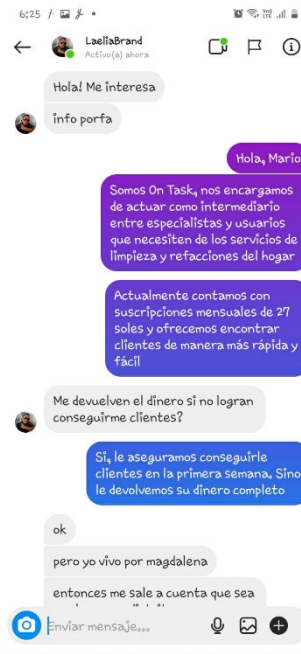 6:25
LaeliaBrand
Activo(a) ahora
Hola! Me interesa
info porfa
Hola, Mario
Somos On Task, nos encargamos
de actuar como intermediario
entre especialistas y usuarios
que necesiten de los servicios de
limpieza y refacciones del hogar
Actualmente contamos con
suscripciones mensuales de 27
soles y ofrecemos encontrar
clientes de manera más rápida y
fácil
Me devuelven el dinero si no logran
conseguirme clientes?
Si, le aseguramos conseguirle
clientes en la primera semana. Sino
le devolvemos su dinero completo
ok
pero yo vivo por magdalena
entonces me sale a cuenta que sea
Enviar mensaje...